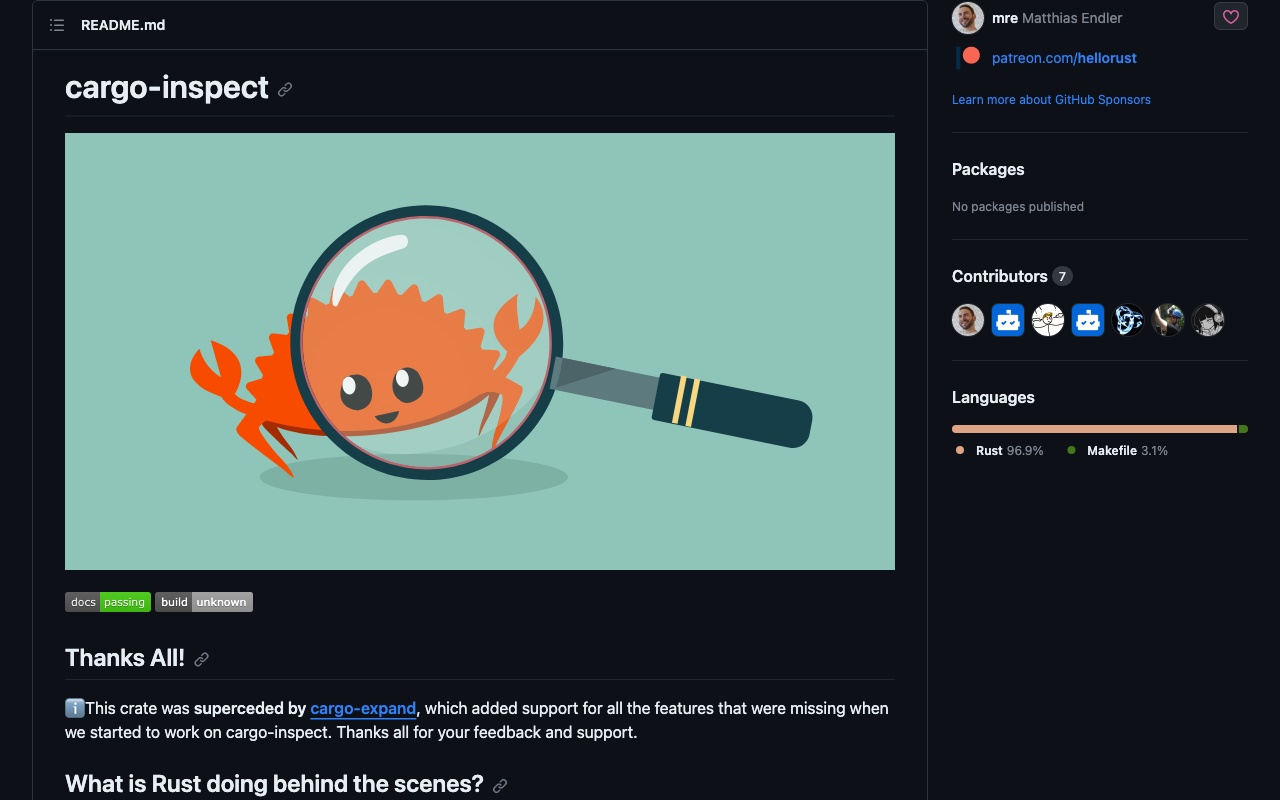 README.md
cargo-inspect
docs passing build unknown
Thanks All!
ℹ️This crate was superceded by cargo-expand, which added support for all the features that were missing when
we started to work on cargo-inspect. Thanks all for your feedback and support.
What is Rust doing behind the scenes?
mre Matthias Endler
patreon.com/hellorust
Learn more about GitHub Sponsors
Packages
No packages published
Contributors 7
Languages
Rust 96.9% Makefile 3.1%